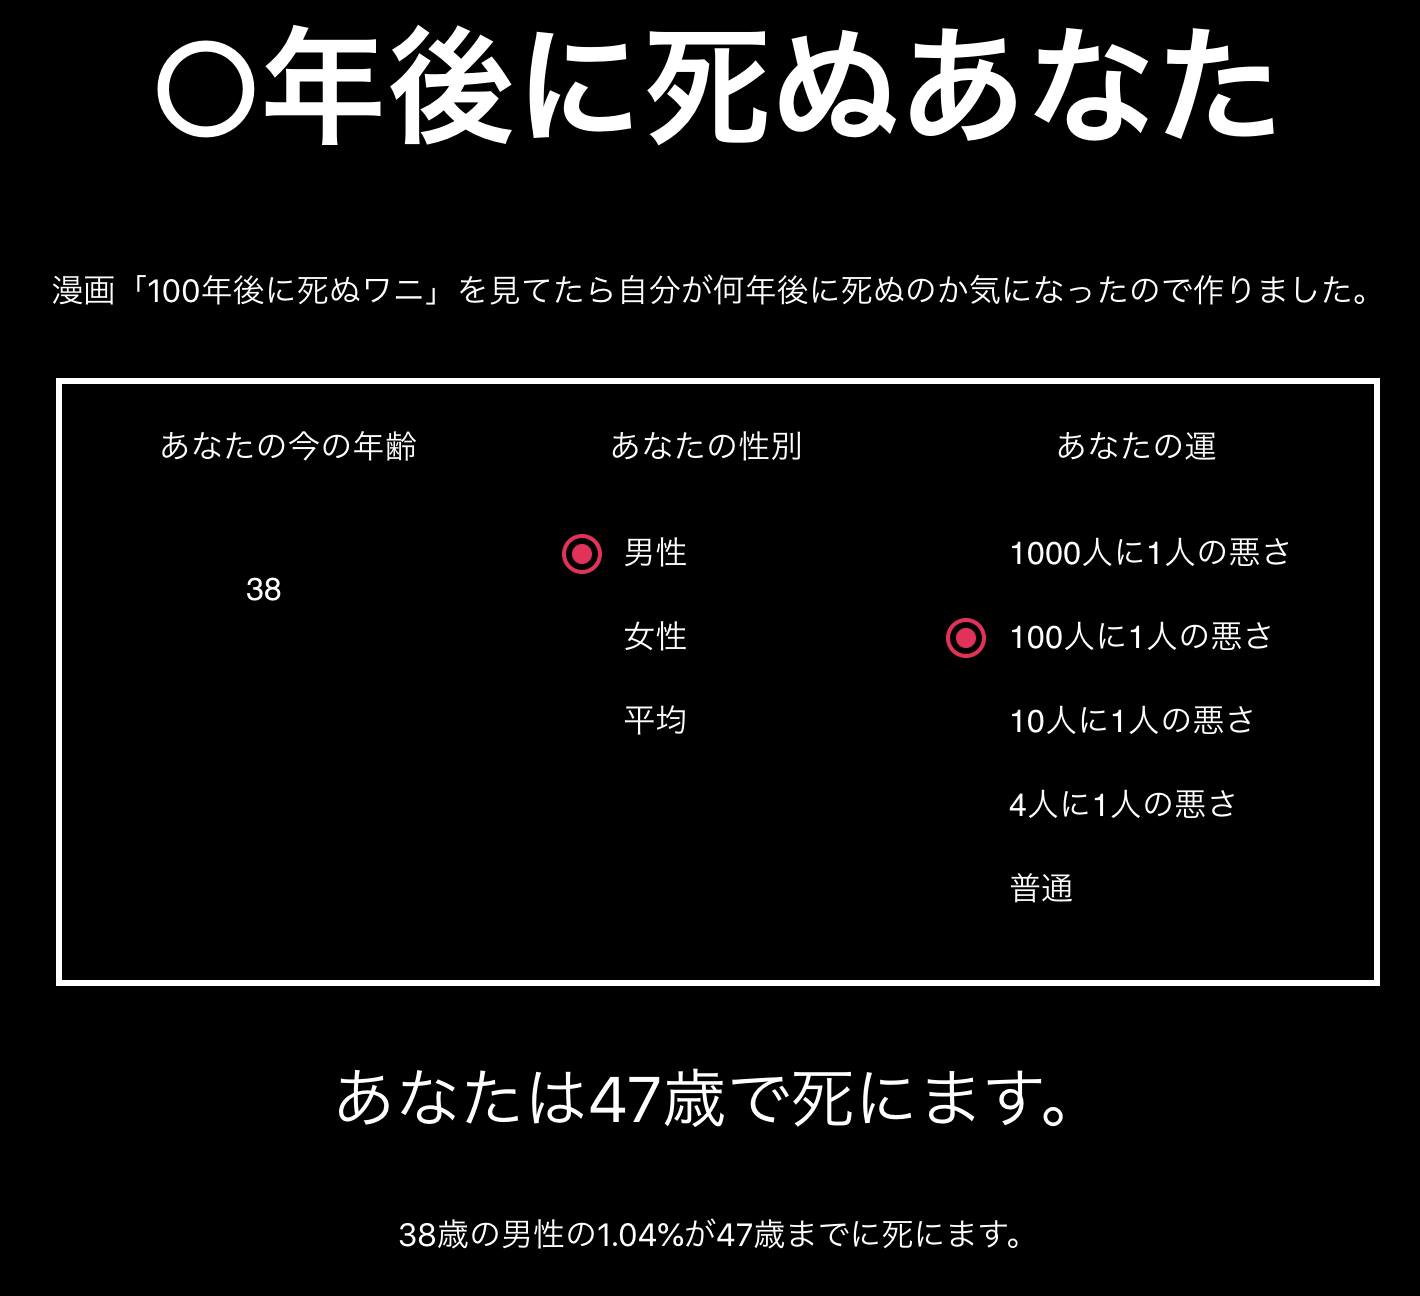 ○年後に死ぬあなた
漫画「100年後に死ぬワニ」を見てたら自分が何年後に死ぬのか気になったので作りました。
あなたの今の年齢
38
あなたの性別
男性
女性
平均
あなたの運
1000人に1人の悪さ
100人に1人の悪さ
10人に1人の悪さ
4人に1人の悪さ
普通
あなたは47歳で死にます。
38歳の男性の1.04%が47歳までに死にます。